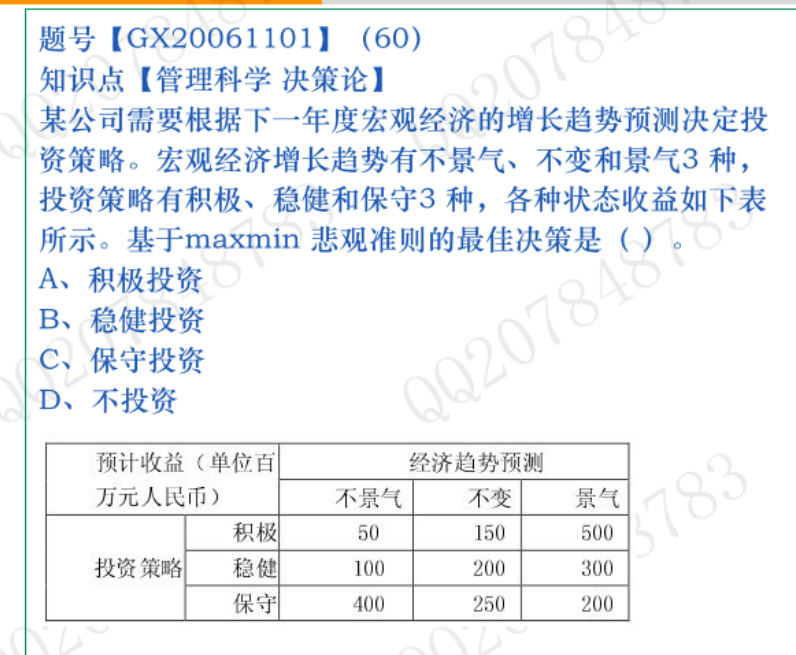 题号【GX20061101】（60）
知识点【管理科学 决策论】
某公司需要根据下一年度宏观经济的增长趋势预测决定投
资策略。宏观经济增长趋势有不景气、不变和景气3 种，
投资策略有积极、稳健和保守3 种，各种状态收益如下表
所示。基于maxmin 悲观准则的最佳决策是（ ）。
A、积极投资
B、稳健投资
C、保守投资
D、不投资
预计收益（单位百
万元人民币）
经济趋势预测
不景气 不变 景气
投资策略
积极 50 150 500
稳健 100 200 300
保守 400 250 200
QQ207848783